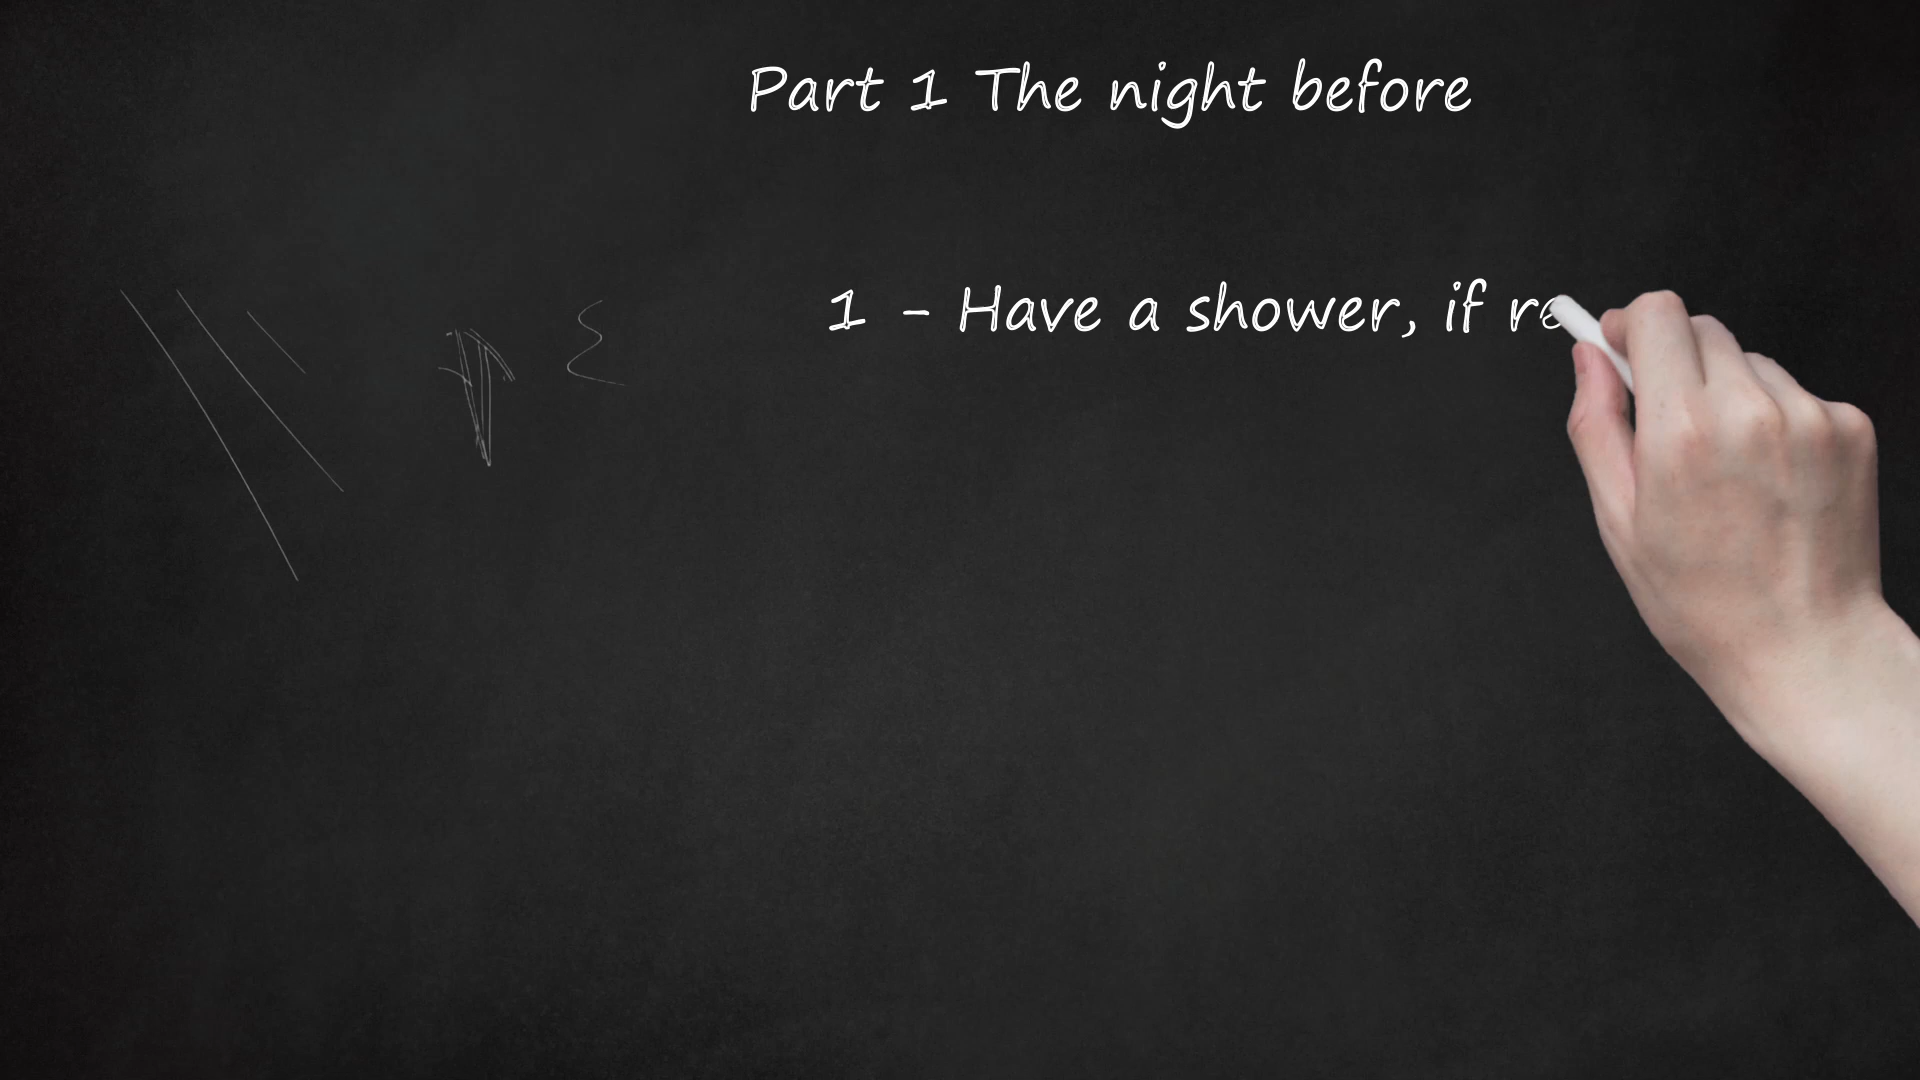 Part 1 The night before
1 - Have a shower, if re